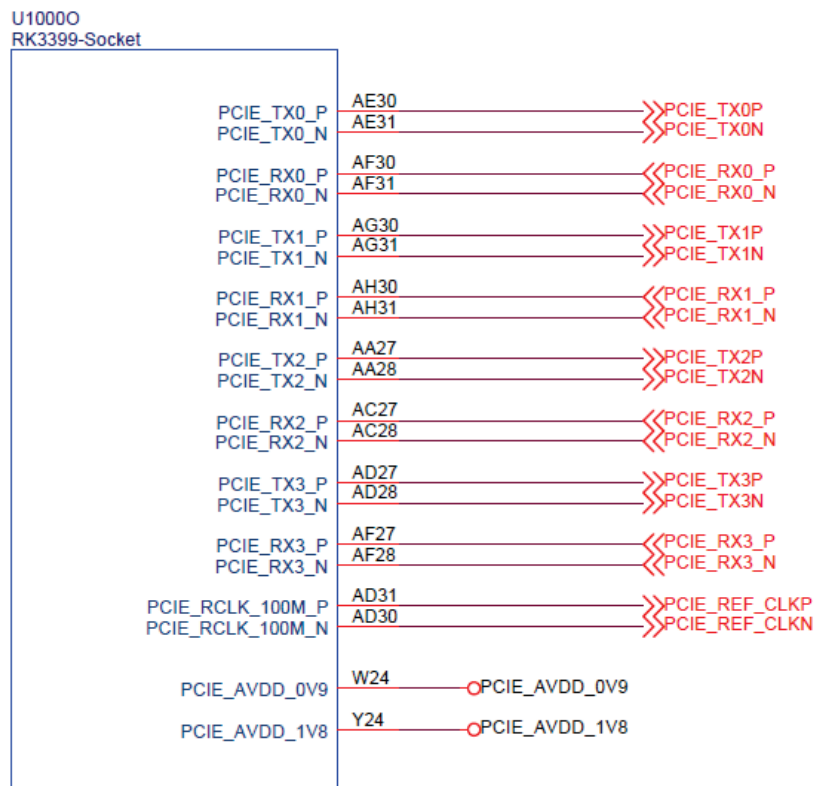 U1000O
RK3399-Socket
PCIE_TX0_P AE30 PCIE_TX0P
PCIE_TX0_N AE31 PCIE_TX0N
PCIE_RX0_P AF30 PCIE_RX0_P
PCIE_RX0_N AF31 PCIE_RX0_N
PCIE_TX1_P AG30 PCIE_TX1P
PCIE_TX1_N AG31 PCIE_TX1N
PCIE_RX1_P AH30 PCIE_RX1_P
PCIE_RX1_N AH31 PCIE_RX1_N
PCIE_TX2_P AA27 PCIE_TX2P
PCIE_TX2_N AA28 PCIE_TX2N
PCIE_RX2_P AC27 PCIE_RX2_P
PCIE_RX2_N AC28 PCIE_RX2_N
PCIE_TX3_P AD27 PCIE_TX3P
PCIE_TX3_N AD28 PCIE_TX3N
PCIE_RX3_P AF27 PCIE_RX3_P
PCIE_RX3_N AF28 PCIE_RX3_N
PCIE_RCLK_100M_P AD31 PCIE_REF_CLKP
PCIE_RCLK_100M_N AD30 PCIE_REF_CLKN
PCIE_AVDD_0V9 W24 PCIE_AVDD_0V9
PCIE_AVDD_1V8 Y24 PCIE_AVDD_1V8